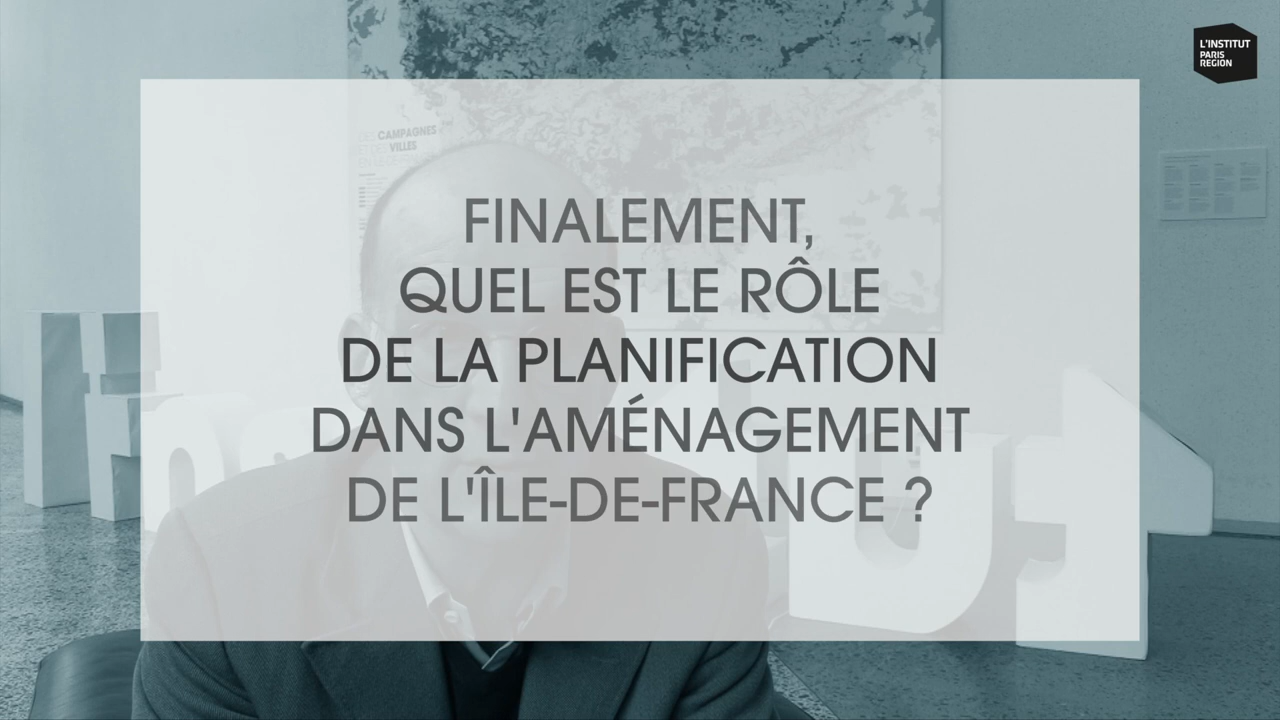 L'INSTITUT
PARIS
REGION
CAMPAGNES
VILLES
FINALEMENT,
QUEL EST LE RÔLE
DE LA PLANIFICATION
DANS L'AMÉNAGEMENT
DE L'ÎLE-DE-FRANCE ?